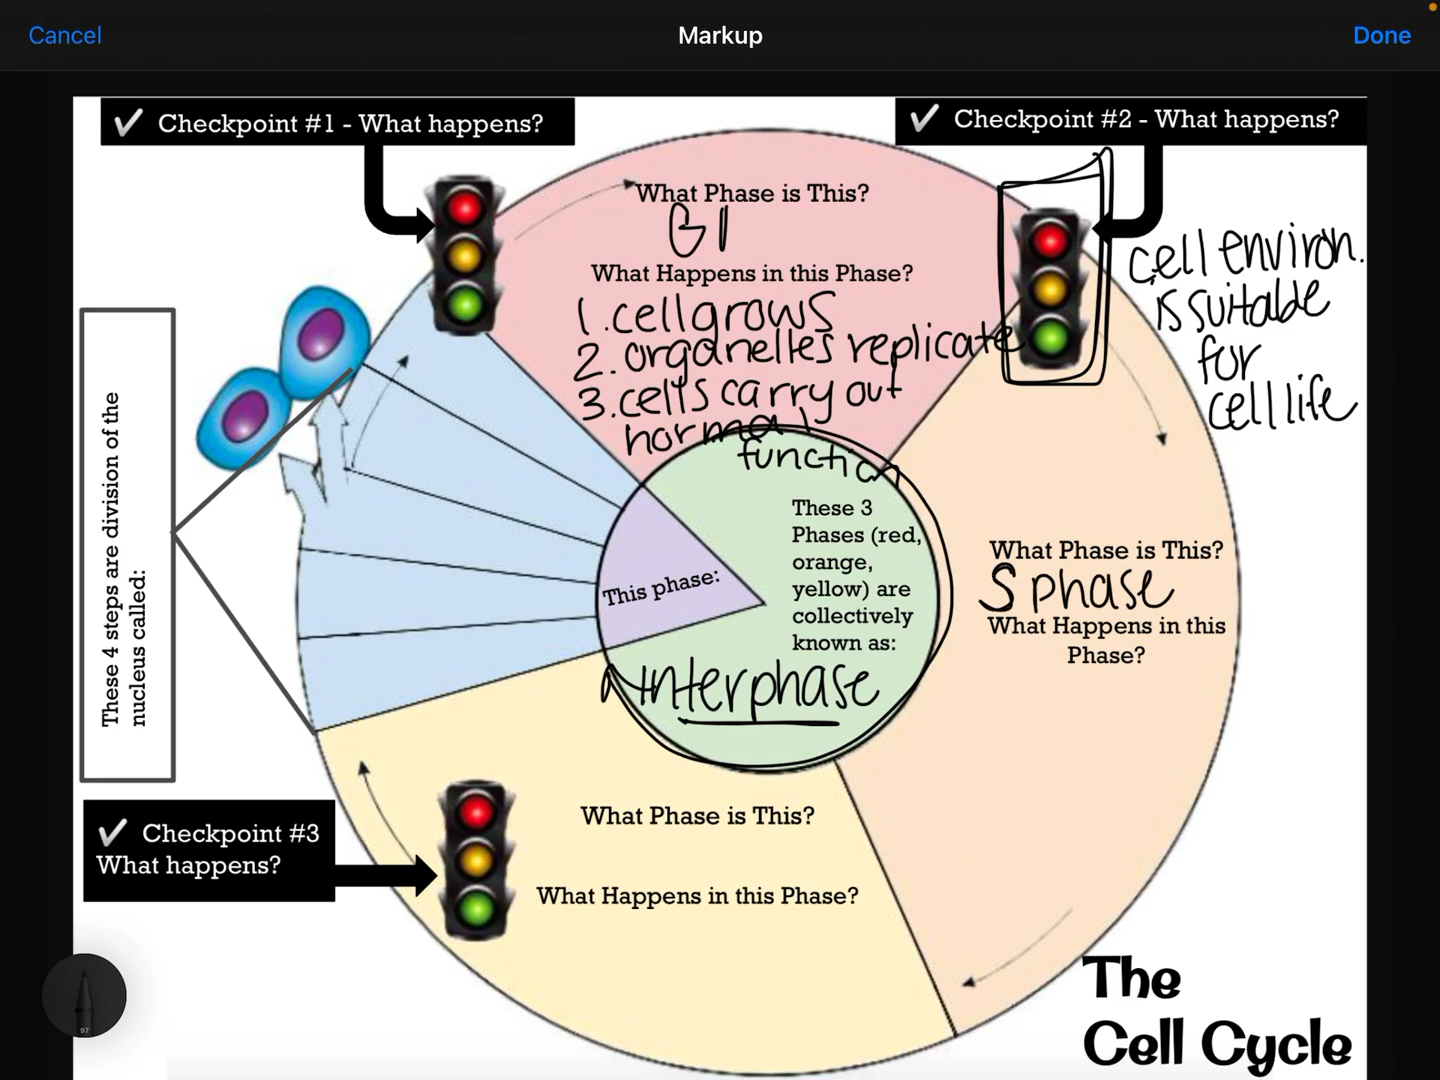 Cancel
Markup
Done
✔ Checkpoint #1 - What happens?
✔ Checkpoint #2 - What happens?
What Phase is This?
G1
What Happens in this Phase?
1. cell grows
2. organelles replicate
3. cells carry out
normal
function
cell environ.
is suitable
for
cell life
These 4 steps are division of the
nucleus called:
This phase:
These 3
Phases (red,
orange,
yellow) are
collectively
known as:
Interphase
What Phase is This?
S phase
What Happens in this
Phase?
✔ Checkpoint #3
What happens?
What Phase is This?
What Happens in this Phase?
The
Cell Cycle
97